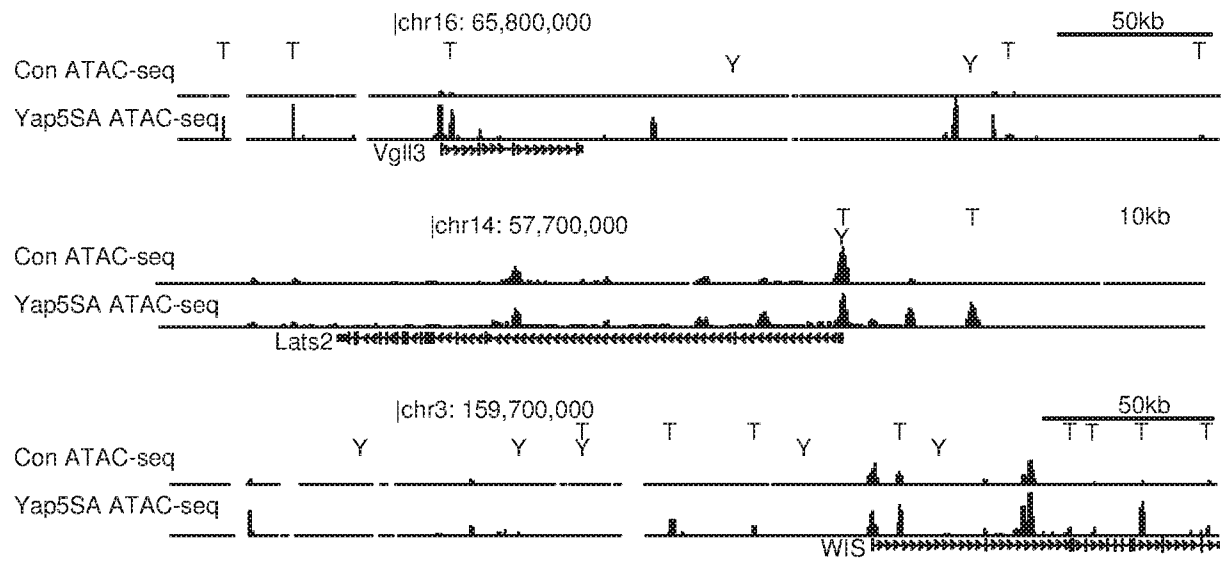 |chr16: 65,800,000 50kb
T T T Y Y T T
Con ATAC-seq
Yap5SA ATAC-seq
Vgll3
|chr14: 57,700,000 T T 10kb
Y
Con ATAC-seq
Yap5SA ATAC-seq
Lats2
|chr3: 159,700,000 50kb
T T T T T T T T
Y Y Y Y Y
Con ATAC-seq
Yap5SA ATAC-seq
WIS